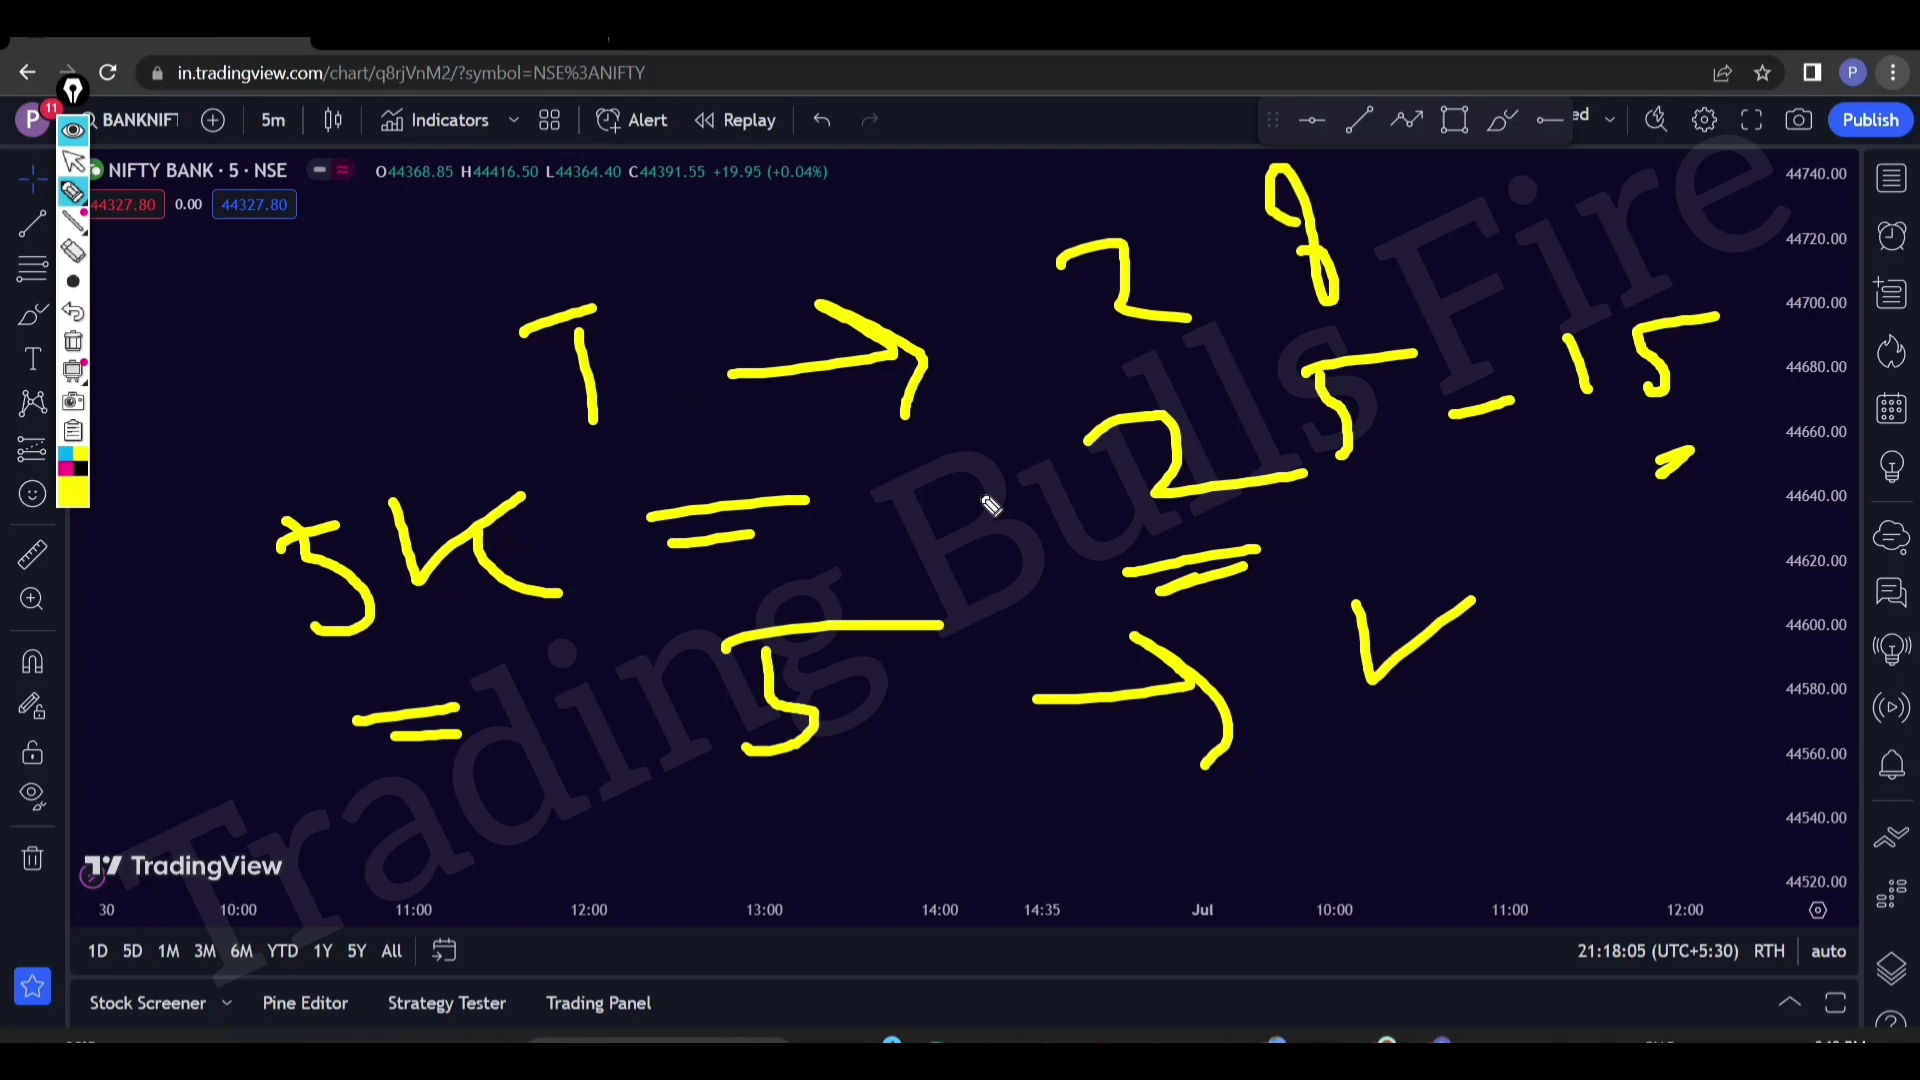 in.tradingview.com/chart/q8rjVnM2/?symbol=NSE%3ANIFTY
P
P 11 BANKNIF 5m Indicators Alert Replay ed Publish
NIFTY BANK · 5 · NSE O44368.85 H44416.50 L44364.40 C44391.55 +19.95 (+0.04%)
44327.80 0.00 44327.80
44740.00
44720.00
44700.00
44680.00
44660.00
44640.00
44620.00
44600.00
44580.00
44560.00
44540.00
44520.00
T → 2
2 5 - 15
5K =
= 5 →
Trading Bulls Fire
TradingView
30 10:00 11:00 12:00 13:00 14:00 14:35 Jul 10:00 11:00 12:00
1D 5D 1M 3M 6M YTD 1Y 5Y All 21:18:05 (UTC+5:30) RTH auto
Stock Screener Pine Editor Strategy Tester Trading Panel